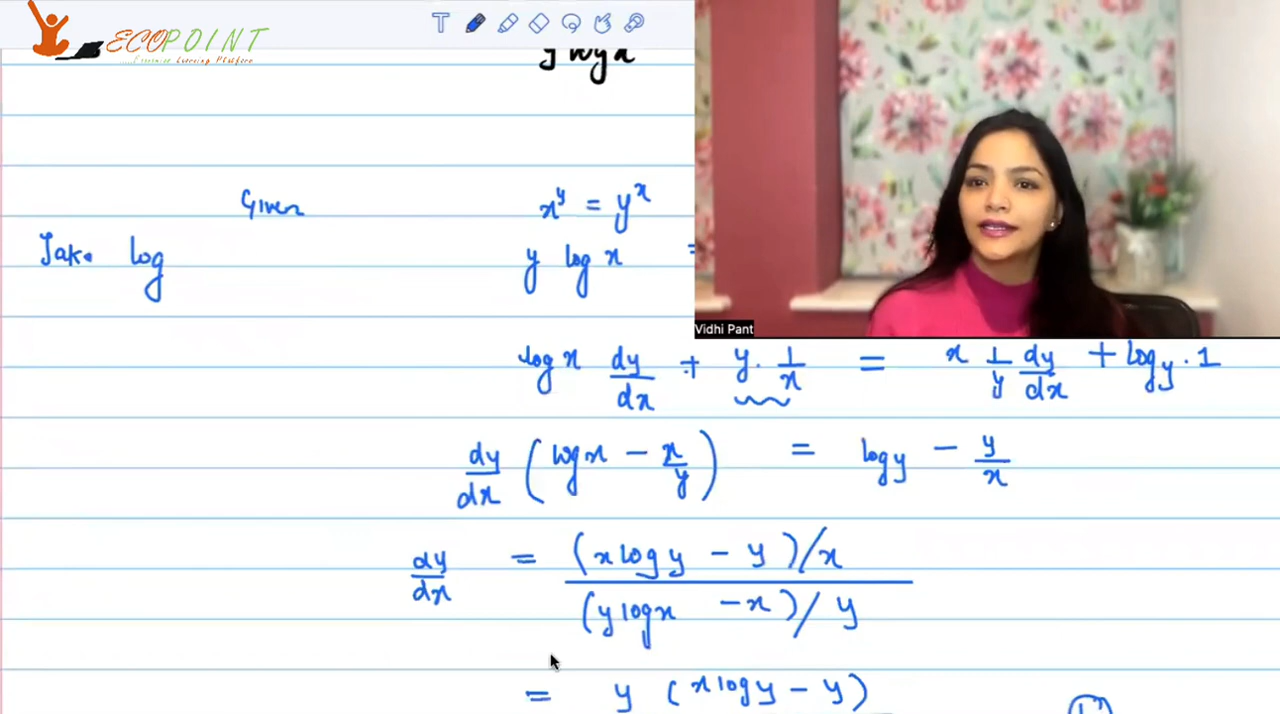 ECOPOINT
y log x
Given x^y = y^x
Take log y log x =
Vidhi Pant
log x dy/dx + y · 1/x = x 1/y dy/dx + log y · 1
dy/dx (log x − x/y) = log y − y/x
dy/dx = (x log y − y)/x
(y log x − x)/y
= y (x log y − y)